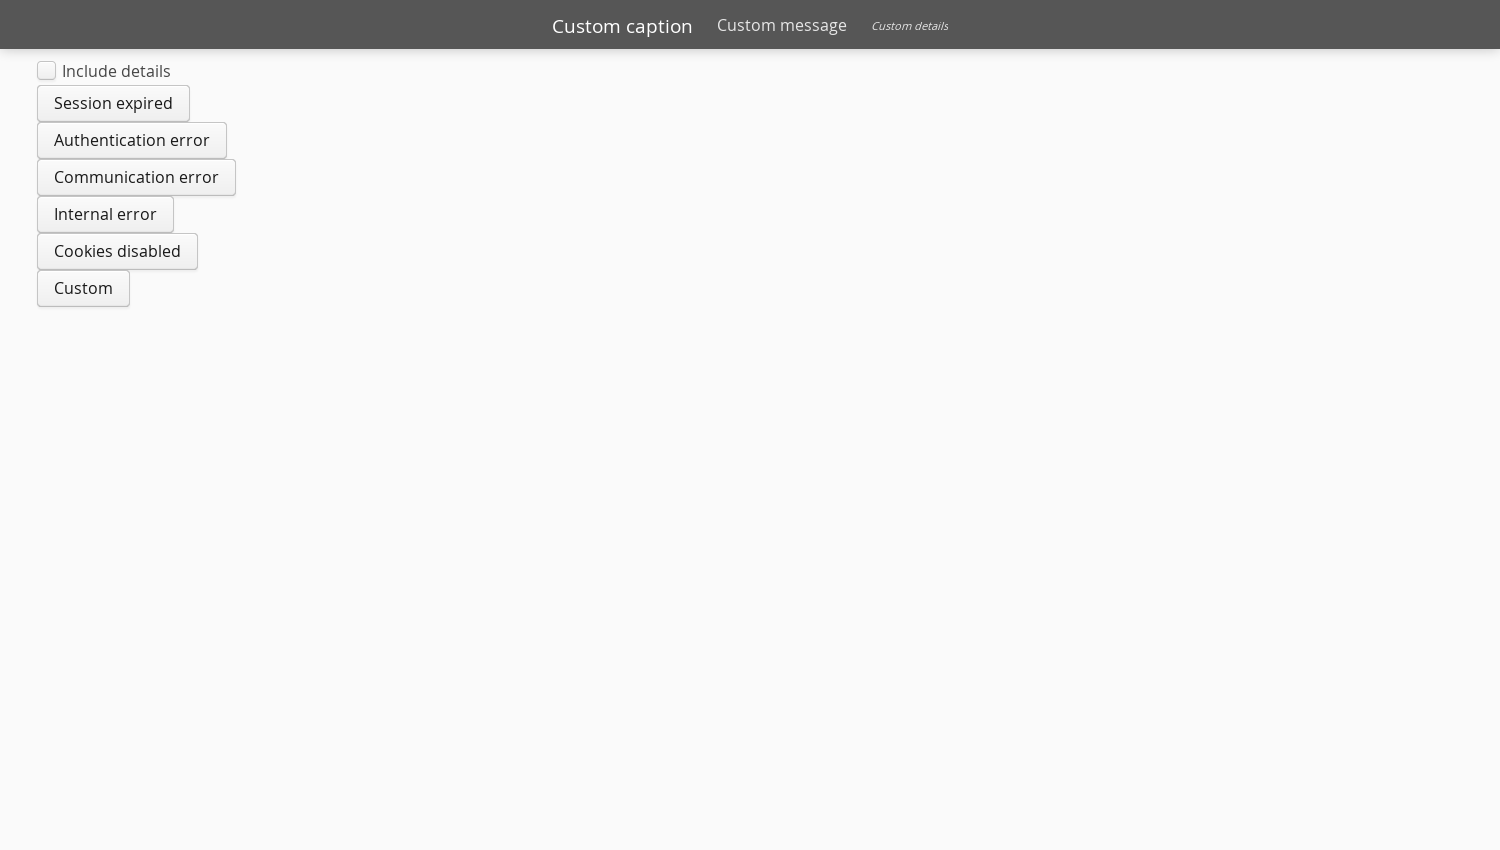 Custom caption Custom message Custom details
Include details
Session expired
Authentication error
Communication error
Internal error
Cookies disabled
Custom